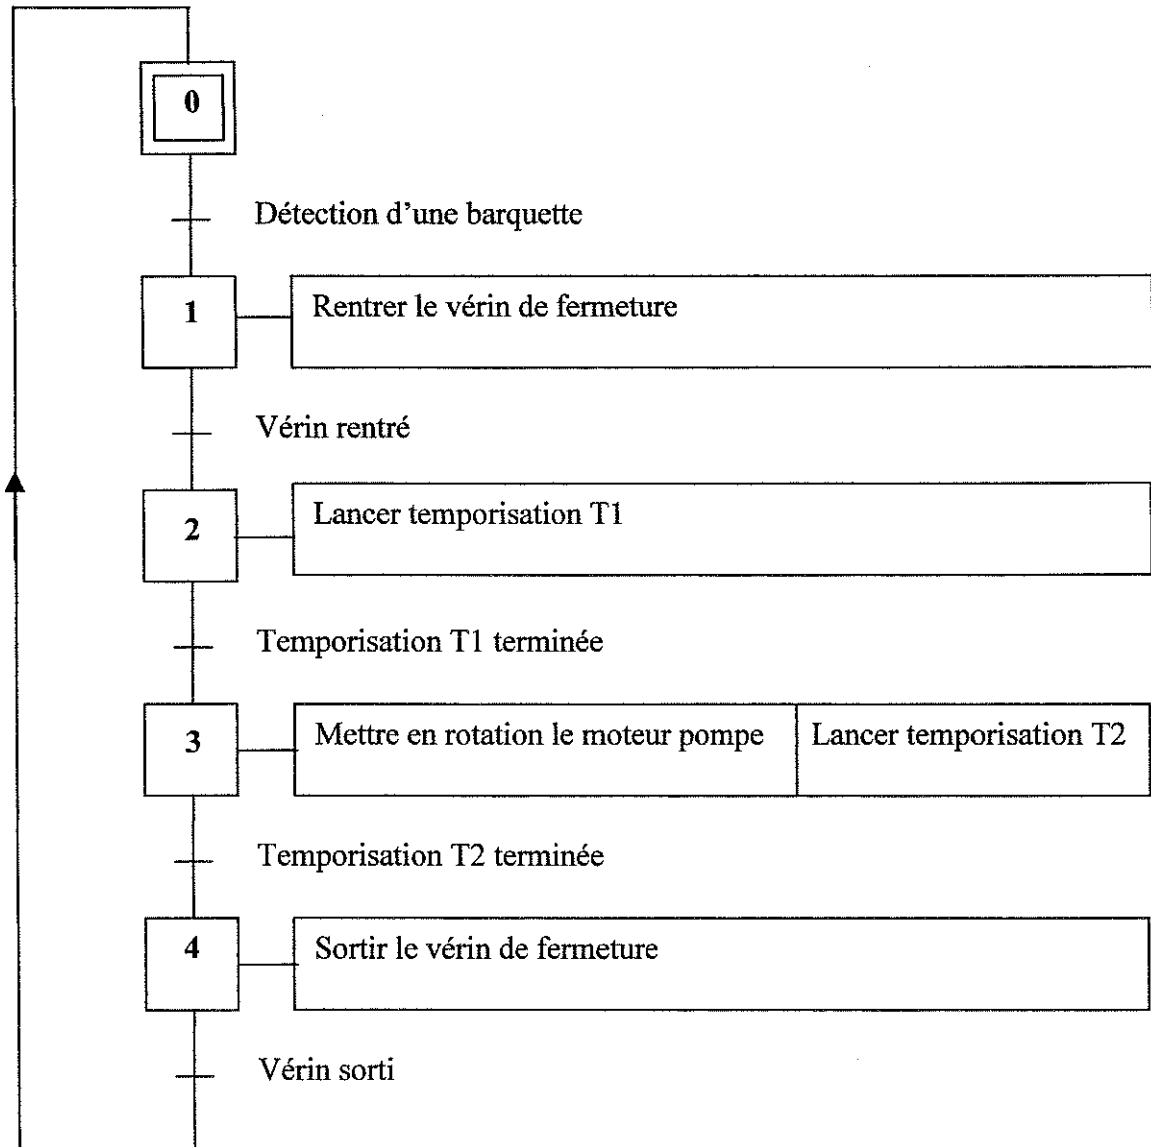 0
Détection d'une barquette
1
Rentrer le vérin de fermeture
Vérin rentré
2
Lancer temporisation T1
Temporisation T1 terminée
3
Mettre en rotation le moteur pompe
Lancer temporisation T2
Temporisation T2 terminée
4
Sortir le vérin de fermeture
Vérin sorti